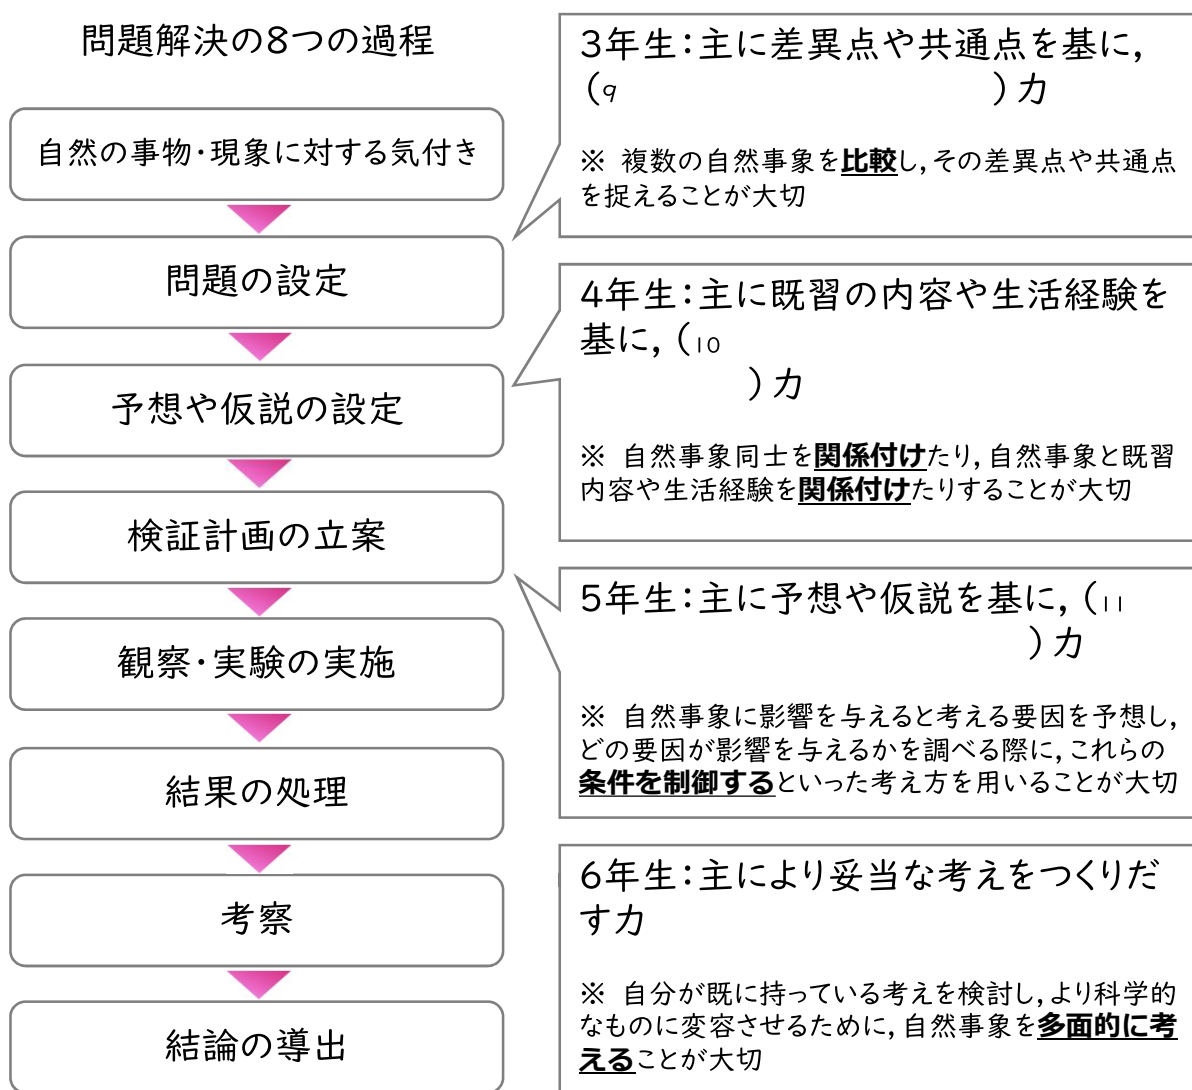 問題解決の8つの過程
自然の事物・現象に対する気付き
問題の設定
予想や仮説の設定
検証計画の立案
観察・実験の実施
結果の処理
考察
結論の導出
3年生:主に差異点や共通点を基に,
(9 )力
※ 複数の自然事象を比較し,その差異点や共通点
を捉えることが大切
4年生:主に既習の内容や生活経験を
基に,(10
)力
※ 自然事象同士を関係付けたり,自然事象と既習
内容や生活経験を関係付けたりすることが大切
5年生:主に予想や仮説を基に,(11
)力
※ 自然事象に影響を与えると考える要因を予想し,
どの要因が影響を与えるかを調べる際に,これらの
条件を制御するといった考え方を用いることが大切
6年生:主により妥当な考えをつくりだ
す力
※ 自分が既に持っている考えを検討し,より科学的
なものに変容させるために,自然事象を多面的に考
えることが大切